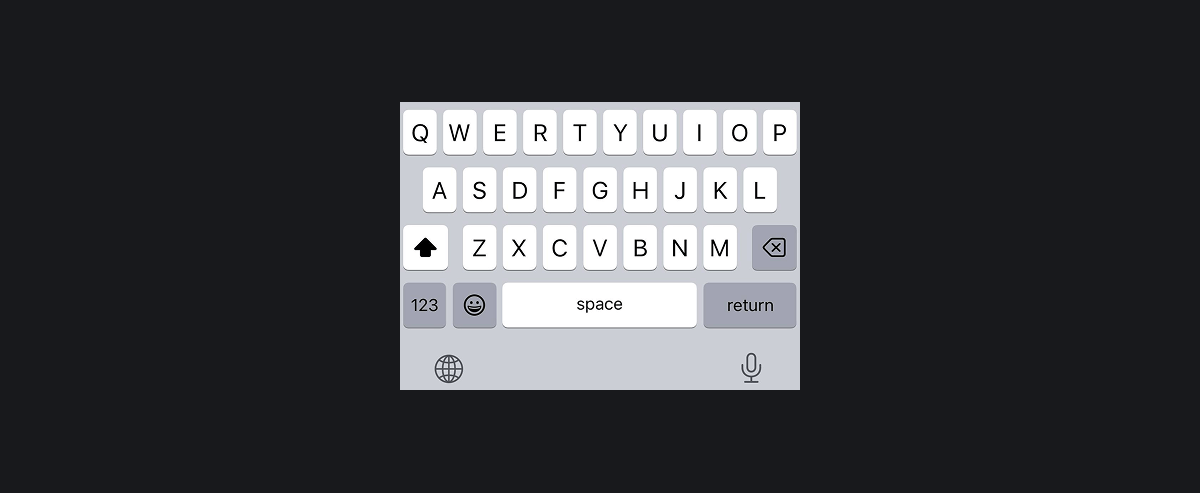 Q W E R T Y U I O P
A S D F G H J K L
Z X C V B N M
123 space return